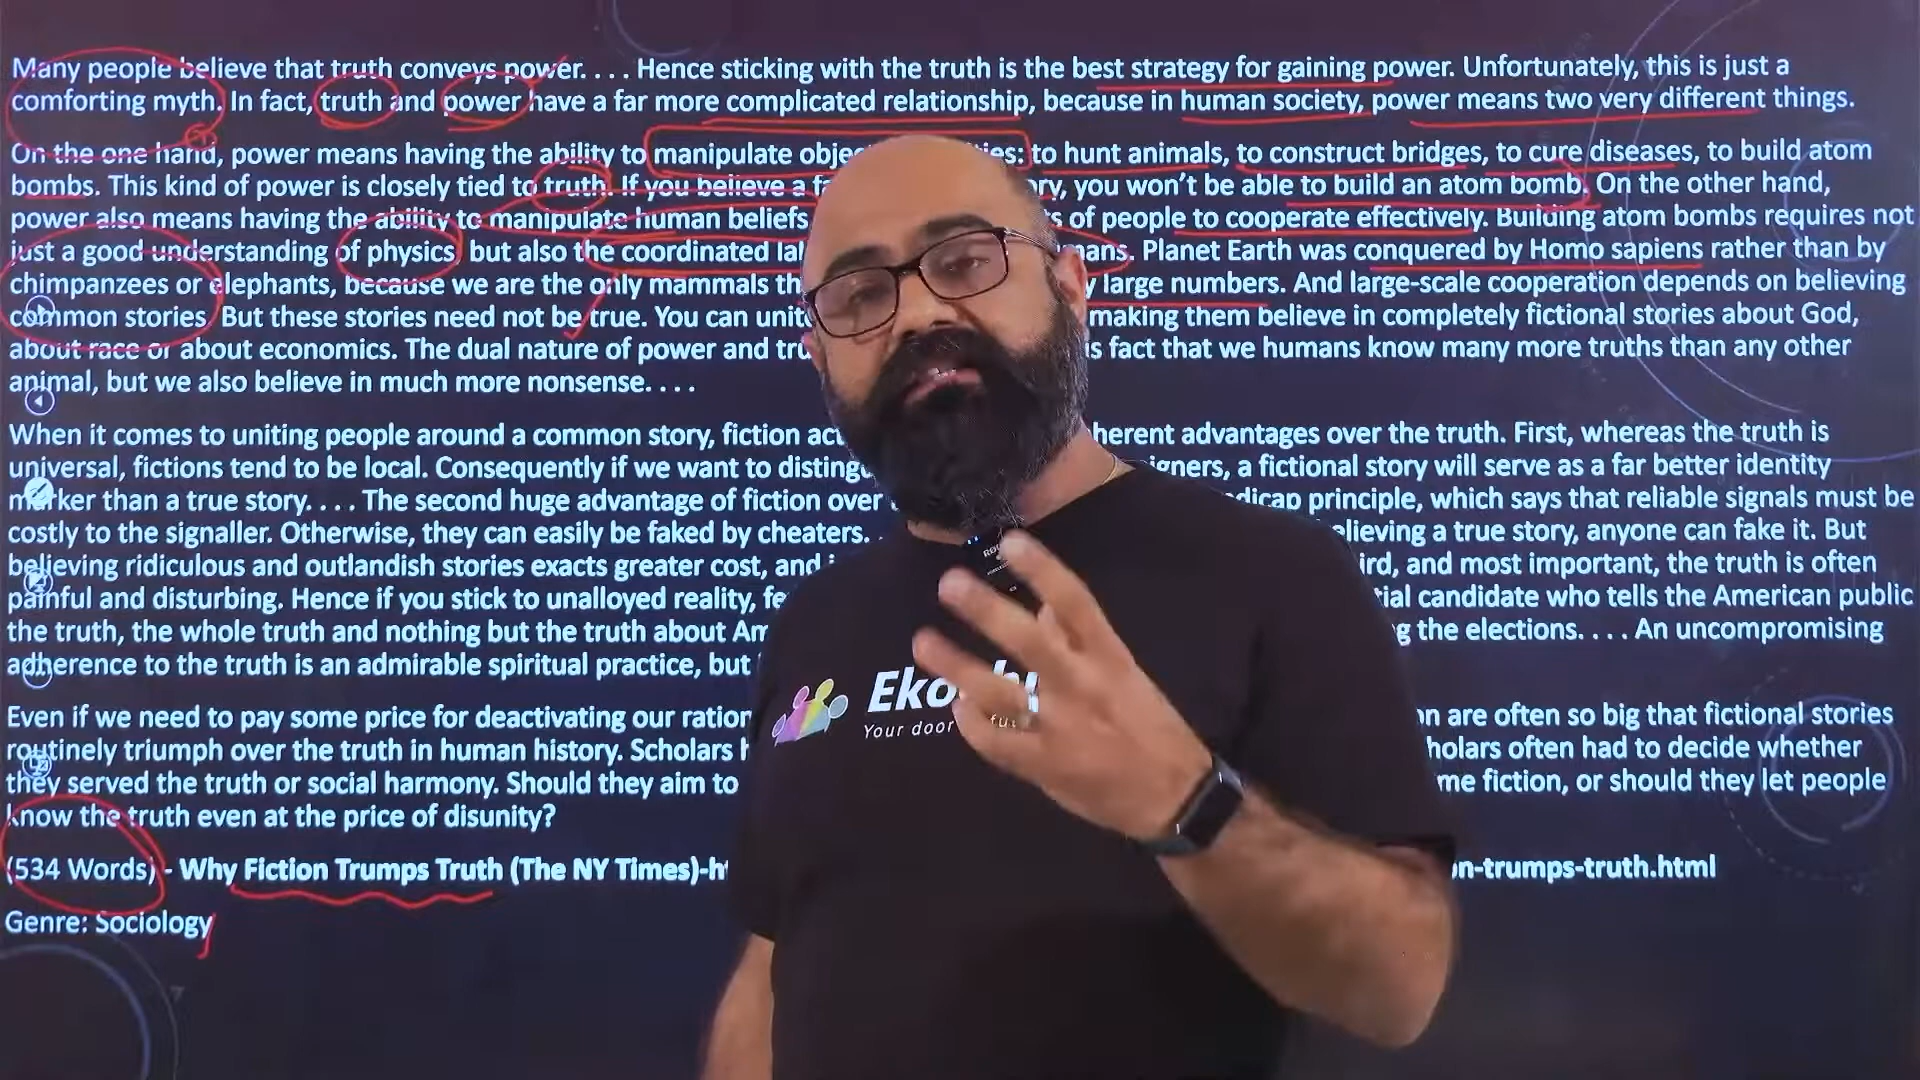 Many people believe that truth conveys power. . . . Hence sticking with the truth is the best strategy for gaining power. Unfortunately, this is just a
comforting myth. In fact, truth and power have a far more complicated relationship, because in human society, power means two very different things.
On the one hand, power means having the ability to manipulate ies: to hunt animals, to construct bridges, to cure diseases, to build atom
bombs. This kind of power is closely tied to truth. If you believe a ry, you won't be able to build an atom bomb. On the other hand,
power also means having the ability to manipulate human beliefs s of people to cooperate effectively. Building atom bombs requires not
just a good understanding of physics, but also the coordinated mans. Planet Earth was conquered by Homo sapiens rather than by
chimpanzees or elephants, because we are the only mammals y large numbers. And large-scale cooperation depends on believing
common stories. But these stories need not be true. You can making them believe in completely fictional stories about God,
about race or about economics. The dual nature of power and is fact that we humans know many more truths than any other
animal, but we also believe in much more nonsense. . . .
When it comes to uniting people around a common story, fiction herent advantages over the truth. First, whereas the truth is
universal, fictions tend to be local. Consequently if we want to igners, a fictional story will serve as a far better identity
marker than a true story. . . . The second huge advantage of fiction over dicap principle, which says that reliable signals must be
costly to the signaller. Otherwise, they can easily be faked by cheaters. elieving a true story, anyone can fake it. But
believing ridiculous and outlandish stories exacts greater cost, and ird, and most important, the truth is often
painful and disturbing. Hence if you stick to unalloyed reality, tial candidate who tells the American public
the truth, the whole truth and nothing but the truth about Am g the elections. . . . An uncompromising
adherence to the truth is an admirable spiritual practice, but
Even if we need to pay some price for deactivating our ration on are often so big that fictional stories
routinely triumph over the truth in human history. Scholars holars often had to decide whether
they served the truth or social harmony. Should they aim to me fiction, or should they let people
know the truth even at the price of disunity?
(534 Words) - Why Fiction Trumps Truth (The NY Times)-ht on-trumps-truth.html
Genre: Sociology
Your door